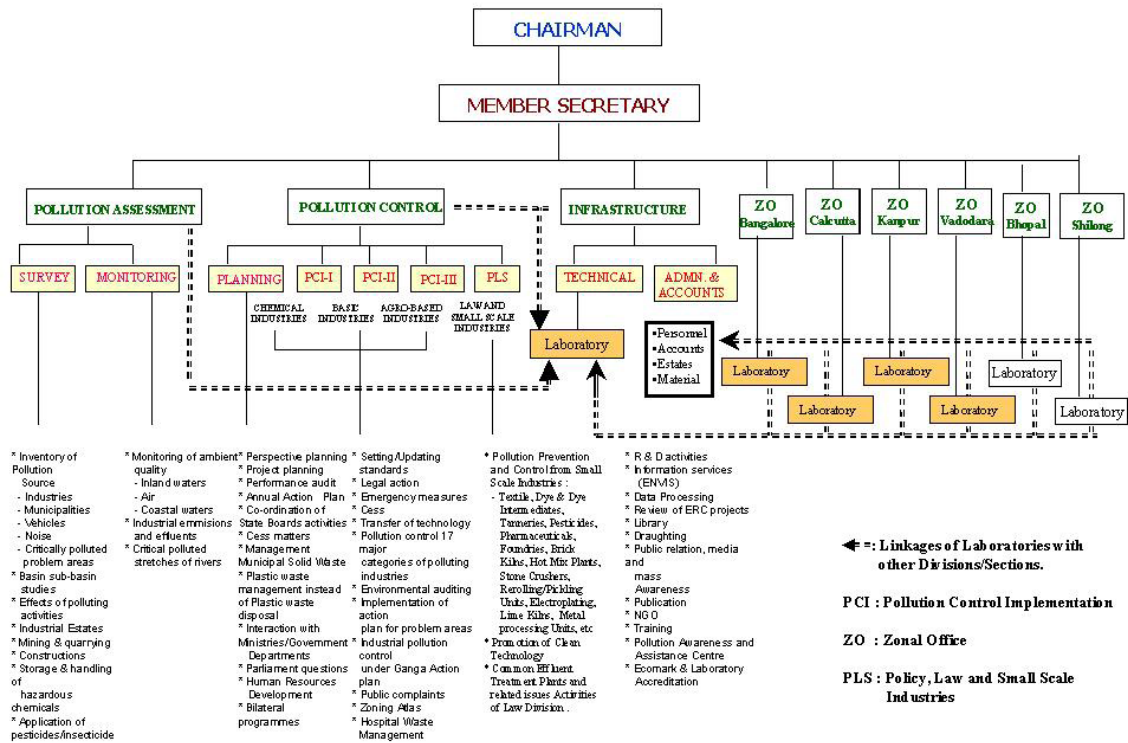 CHAIRMAN
MEMBER SECRETARY
POLLUTION ASSESSMENT
POLLUTION CONTROL
INFRASTRUCTURE
ZO
Bangalore
ZO
Calcutta
ZO
Kanpur
ZO
Vadodara
ZO
Bhopal
ZO
Shilong
SURVEY
MONITORING
PLANNING
PCI-I
PCI-II
PCI-III
PLS
TECHNICAL
ADMN. &
ACCOUNTS
CHEMICAL
INDUSTRIES
BASIC
INDUSTRIES
AGRO-BASED
INDUSTRIES
LAW AND
SMALL SCALE
INDUSTRIES
Laboratory
•Personnel
•Accounts
•Estates
•Material
Laboratory
Laboratory
Laboratory
Laboratory
Laboratory
Laboratory
* Inventory of
Pollution
Source
- Industries
- Municipalities
- Vehicles
- Noise
- Critically polluted
problem areas
* Basin sub-basin
studies
* Effects of polluting
activities
* Industrial Estates
* Mining & quarrying
* Constructions
* Storage & handling
of
hazardous
chemicals
* Application of
pesticides/insecticide
* Monitoring of ambient
quality
- Inland waters
- Air
- Coastal waters
* Industrial emmisions
and effluents
* Critical polluted
stretches of rivers
* Perspective planning
* Project planning
* Performance audit
* Annual Action Plan
* Co-ordination of
State Boards activities
* Cess matters
* Management
Municipal Solid Waste
* Plastic waste
management instead
of Plastic waste
disposal
* Interaction with
Ministries/Government
Departments
* Parliament questions
* Human Resources
Development
* Bilateral
programmes
* Setting/Updating
standards
* Legal action
* Emergency measures
* Cess
* Transfer of technology
* Pollution control 17
major
categories of polluting
industries
* Environmental auditing
* Implementation of
action
plan for problem areas
* Industrial pollution
control
under Ganga Action
plan
* Public complaints
* Zoning Atlas
* Hospital Waste
Management
* Pollution Prevention
and Control from Small
Scale Industries :
- Textile, Dye & Dye
Intermediates,
Tanneries, Pesticides,
Pharmaceuticals,
Foundries, Brick
Kilns, Hot Mix Plants,
Stone Crushers,
Rerolling/Pickling
Units, Electroplating,
Lime Kilns, Metal
processing Units, etc
* Promotion of Clean
Technology
* Common Effluent
Treatment Plants and
related issues Activities
of Law Division .
* R & D activities
* Information services
(ENVIS)
* Data Processing
* Review of ERC projects
* Library
* Draughting
* Public relation, media
and
mass
Awareness
* Publication
* NGO
* Training
* Pollution Awareness and
Assistance Centre
* Ecomark & Laboratory
Accreditation
: Linkages of Laboratories with
other Divisions/Sections.
PCI : Pollution Control Implementation
ZO : Zonal Office
PLS : Policy, Law and Small Scale
Industries